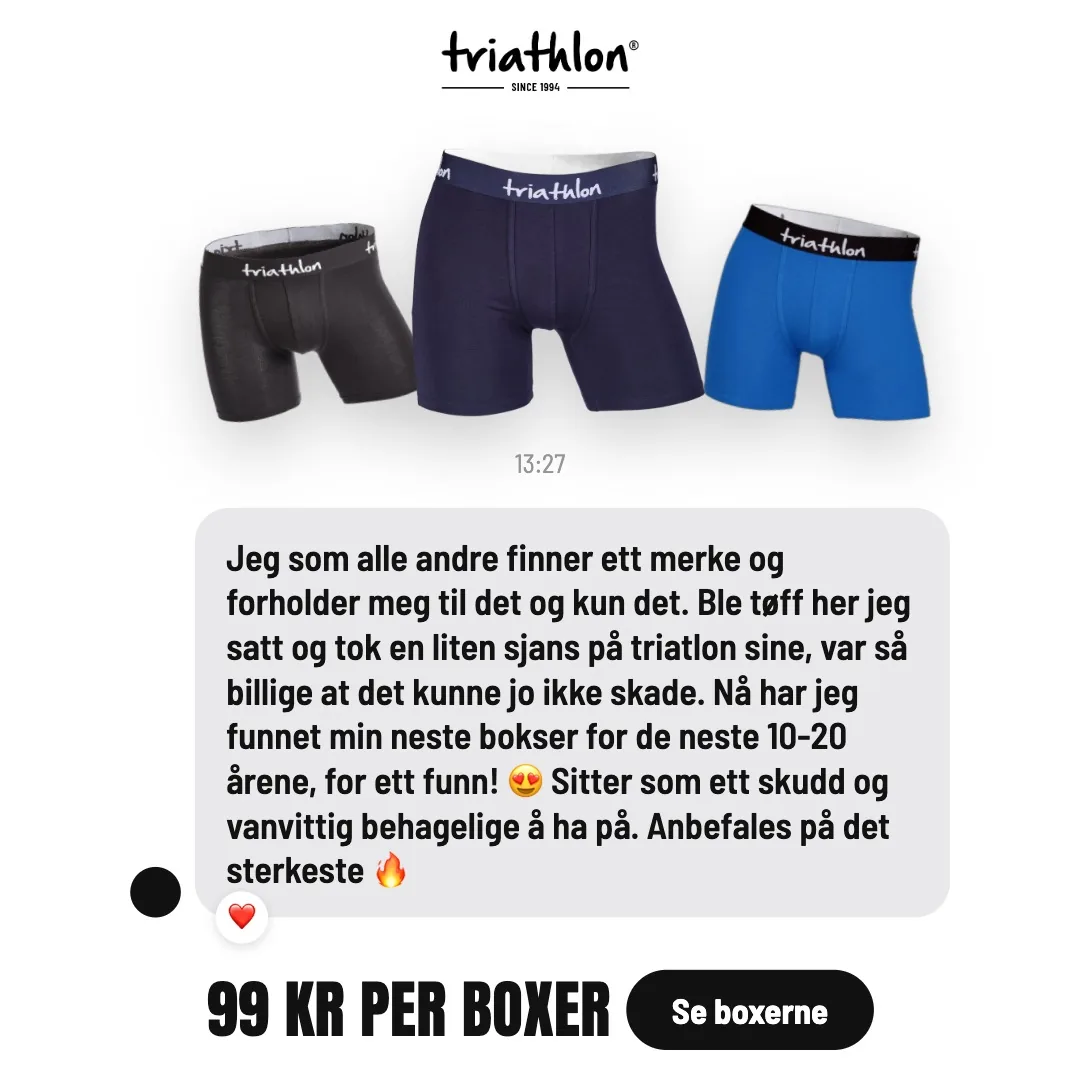 triathlon®
SINCE 1994
triathlon
triathlon
triathlon
13:27
Jeg som alle andre finner ett merke og
forholder meg til det og kun det. Ble tøff her jeg
satt og tok en liten sjans på triatlon sine, var så
billige at det kunne jo ikke skade. Nå har jeg
funnet min neste bokser for de neste 10-20
årene, for ett funn! 😍 Sitter som ett skudd og
vanvittig behagelige å ha på. Anbefales på det
sterkeste 🔥
❤️
99 KR PER BOXER
Se boxerne